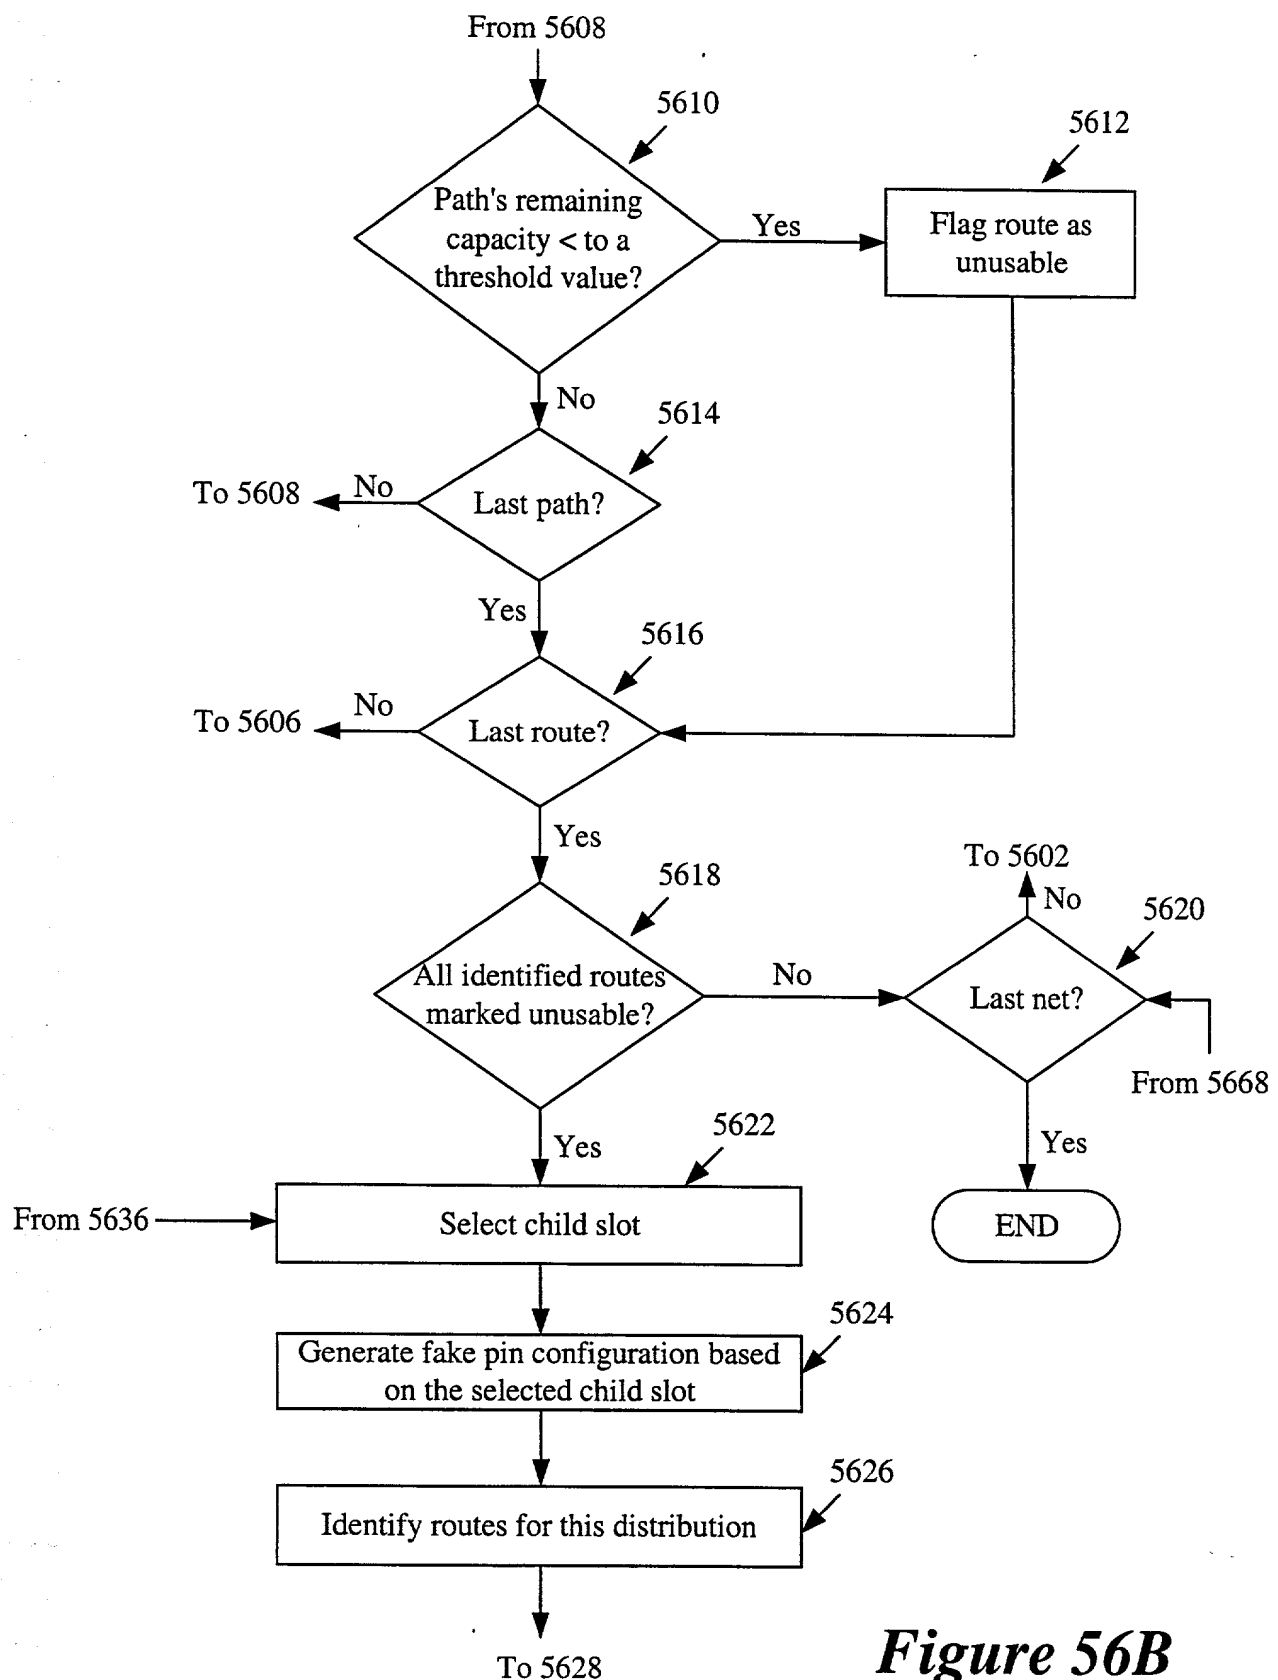 From 5608
5610
5612
Path's remaining
capacity < to a
threshold value?
Yes
Flag route as
unusable
No
5614
To 5608
No
Last path?
Yes
5616
To 5606
No
Last route?
Yes
5618
To 5602
No
5620
All identified routes
marked unusable?
No
Last net?
From 5668
Yes
5622
Yes
From 5636
Select child slot
END
5624
Generate fake pin configuration based
on the selected child slot
5626
Identify routes for this distribution
To 5628
Figure 56B